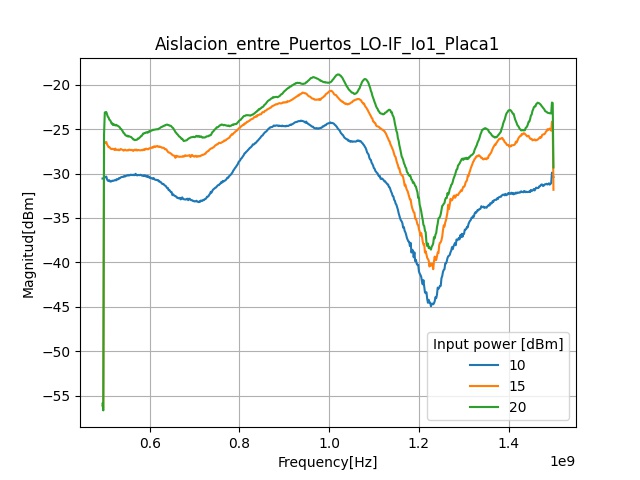 Aislacion_entre_Puertos_LO-IF_Io1_Placa1
Magnitud[dBm]
−20
−25
−30
−35
−40
−45
−50
−55
Input power [dBm]
10
15
20
0.6 0.8 1.0 1.2 1.4
1e9
Frequency[Hz]